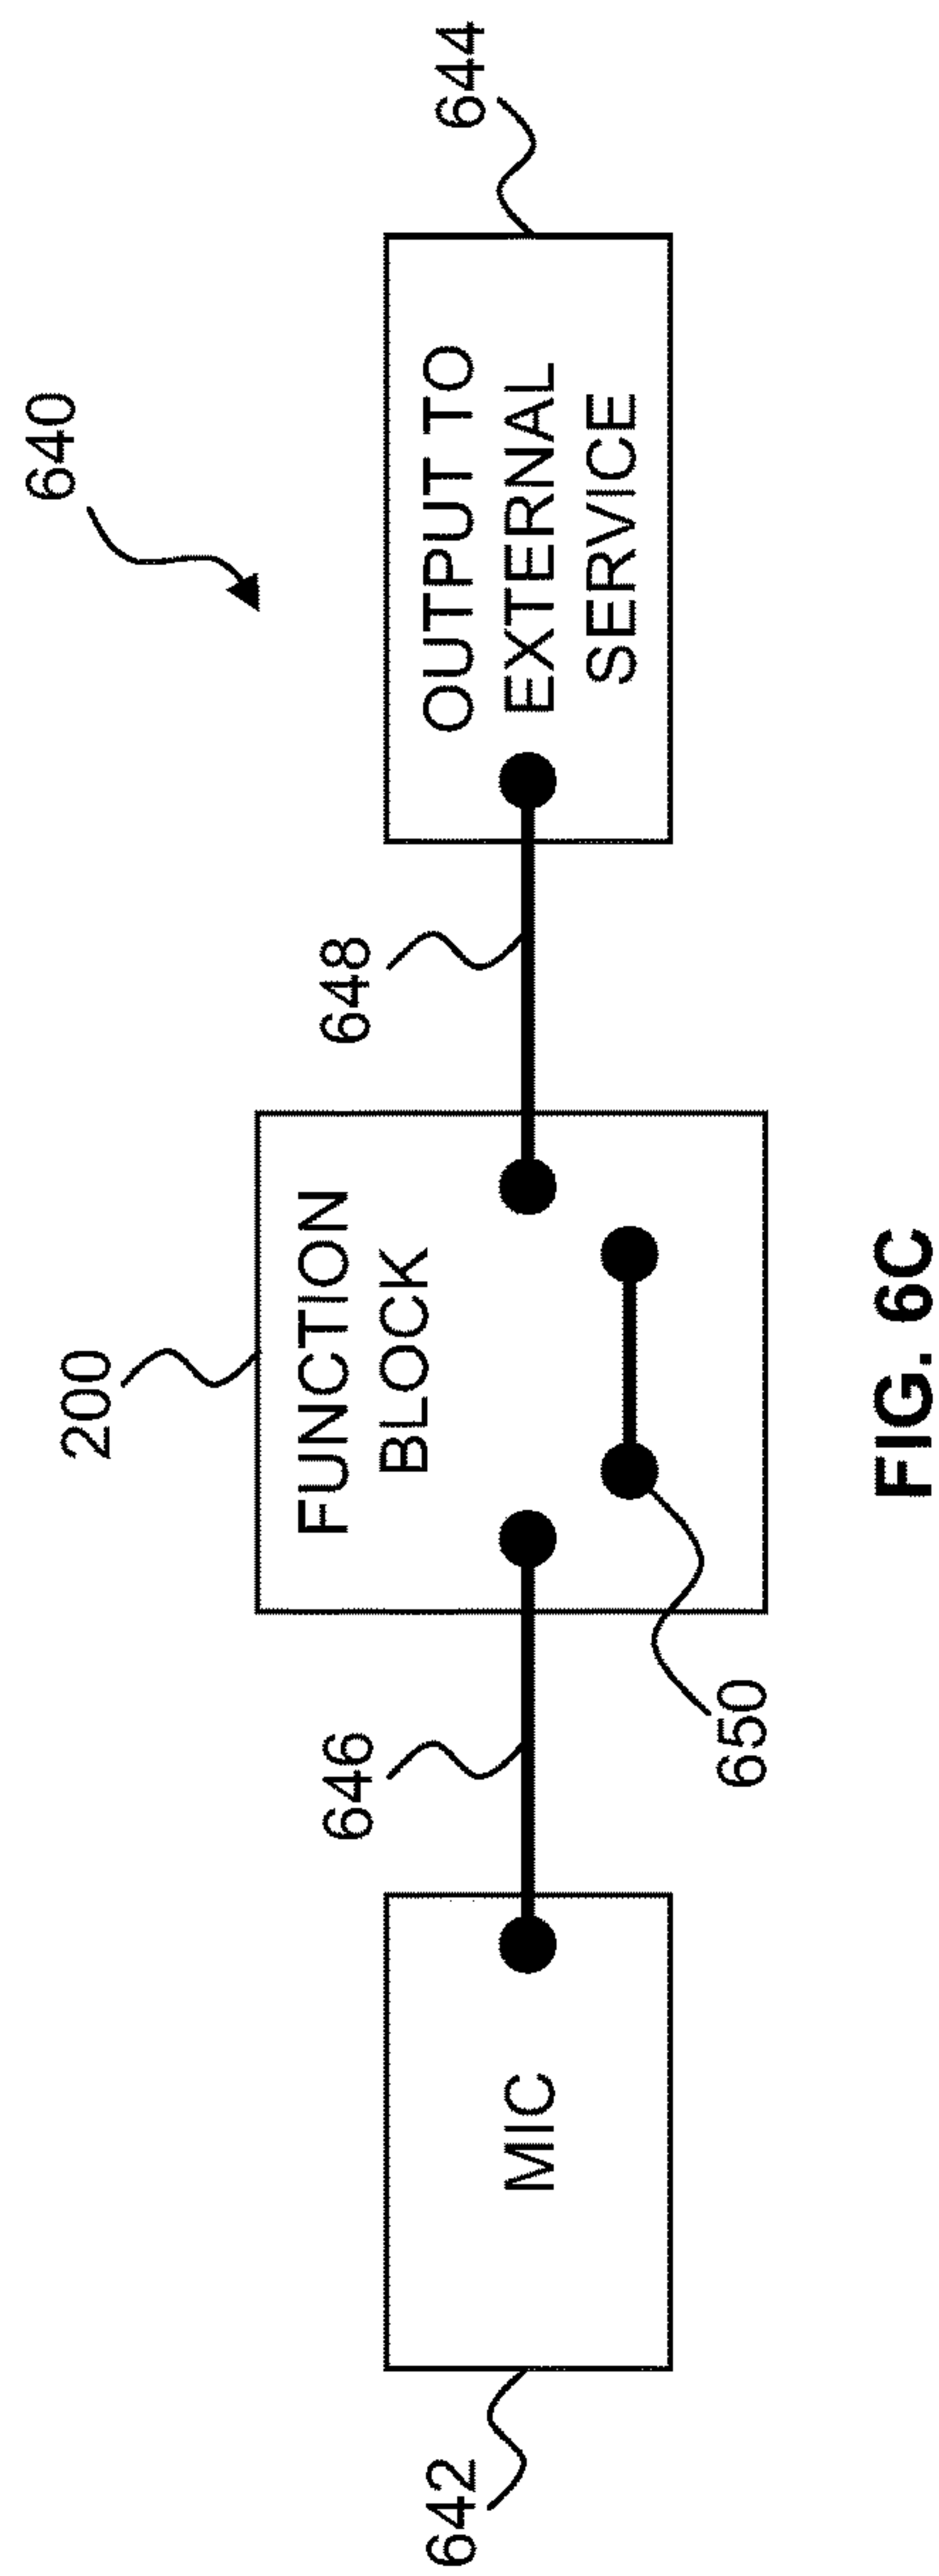 640
642
MIC
646
200
FUNCTION
BLOCK
650
648
OUTPUT TO
EXTERNAL
SERVICE
644
FIG. 6C